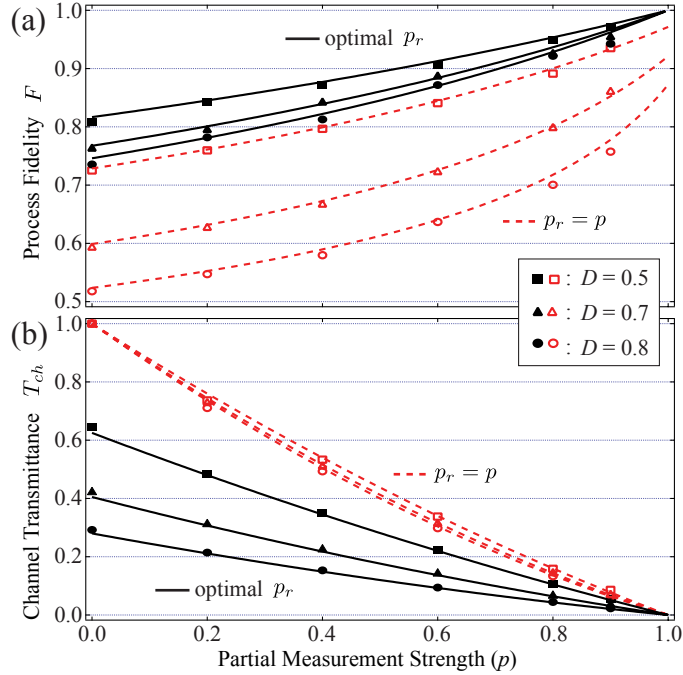 (a)
1.0
0.9
0.8
0.7
0.6
0.5
Process Fidelity F
optimal p_r
p_r = p
: D = 0.5
: D = 0.7
: D = 0.8
(b)
1.0
0.8
0.6
0.4
0.2
0.0
Channel Transmittance T_ch
p_r = p
optimal p_r
0.0 0.2 0.4 0.6 0.8 1.0
Partial Measurement Strength (p)